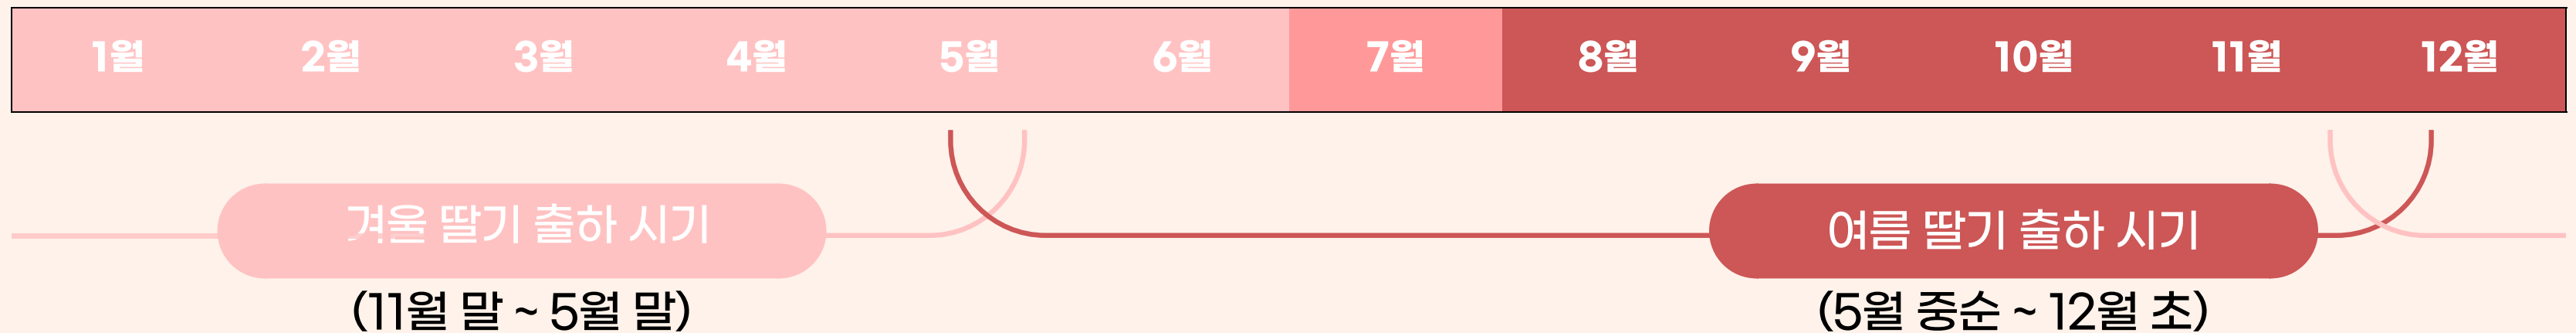 1월 2월 3월 4월 5월 6월 7월 8월 9월 10월 11월 12월
겨울 딸기 출하 시기
(11월 말 ~ 5월 말)
여름 딸기 출하 시기
(5월 중순 ~ 12월 초)